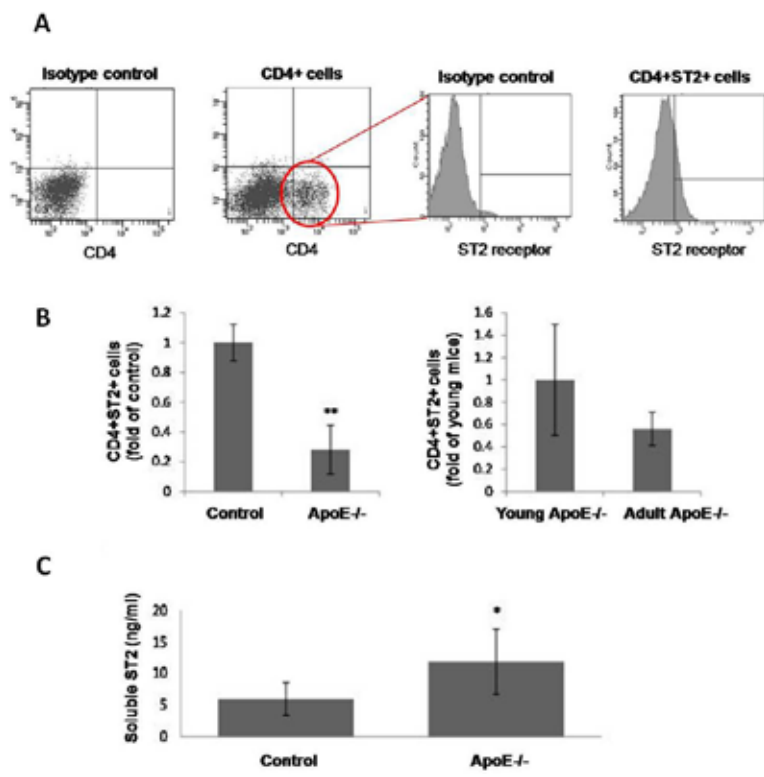 A
Isotype control
CD4+ cells
Isotype control
CD4+ST2+ cells
Count
Count
CD4
CD4
ST2 receptor
ST2 receptor
B
CD4+ST2+ cells
(fold of control)
1.2
1
0.8
0.6
0.4
0.2
0
**
Control
ApoE-/-
CD4+ST2+ cells
(fold of young mice)
1.6
1.4
1.2
1
0.8
0.6
0.4
0.2
0
Young ApoE-/-
Adult ApoE-/-
C
Soluble ST2 (ng/ml)
20
15
10
5
0
*
Control
ApoE-/-